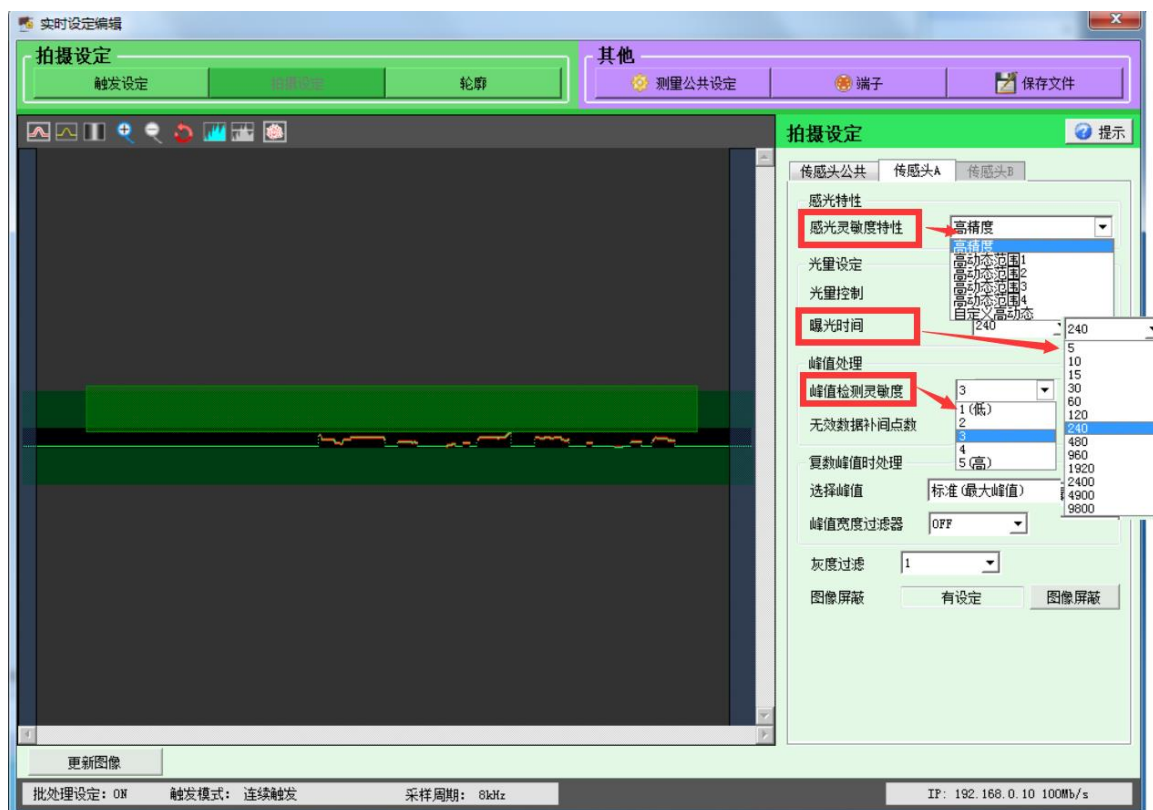 实时设定编辑
拍摄设定
触发设定
拍摄设定
轮廓
其他
测量公共设定
端子
保存文件
拍摄设定
提示
传感头公共
传感头A
传感头B
感光特性
感光灵敏度特性
高精度
高精度
高动态范围1
高动态范围2
高动态范围3
高动态范围4
自定义高动态
光量设定
光量控制
曝光时间
240
240
5
10
15
30
60
120
240
480
960
1920
2400
4900
9800
峰值处理
峰值检测灵敏度
3
1(低)
2
3
4
5(高)
无效数据补间点数
复数峰值时处理
选择峰值
标准(最大峰值)
峰值宽度过滤器
OFF
灰度过滤
1
图像屏蔽
有设定
图像屏蔽
更新图像
批处理设定: ON
触发模式: 连续触发
采样周期: 8kHz
IP: 192.168.0.10 100Mb/s